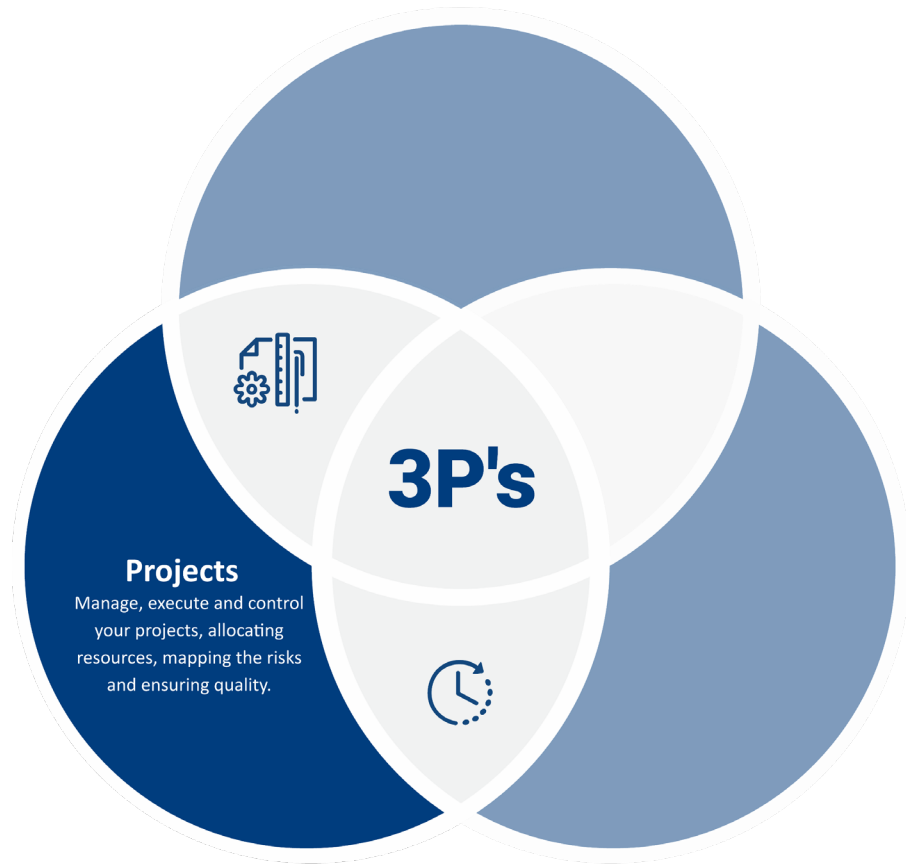 3P's
Projects
Manage, execute and control
your projects, allocating
resources, mapping the risks
and ensuring quality.